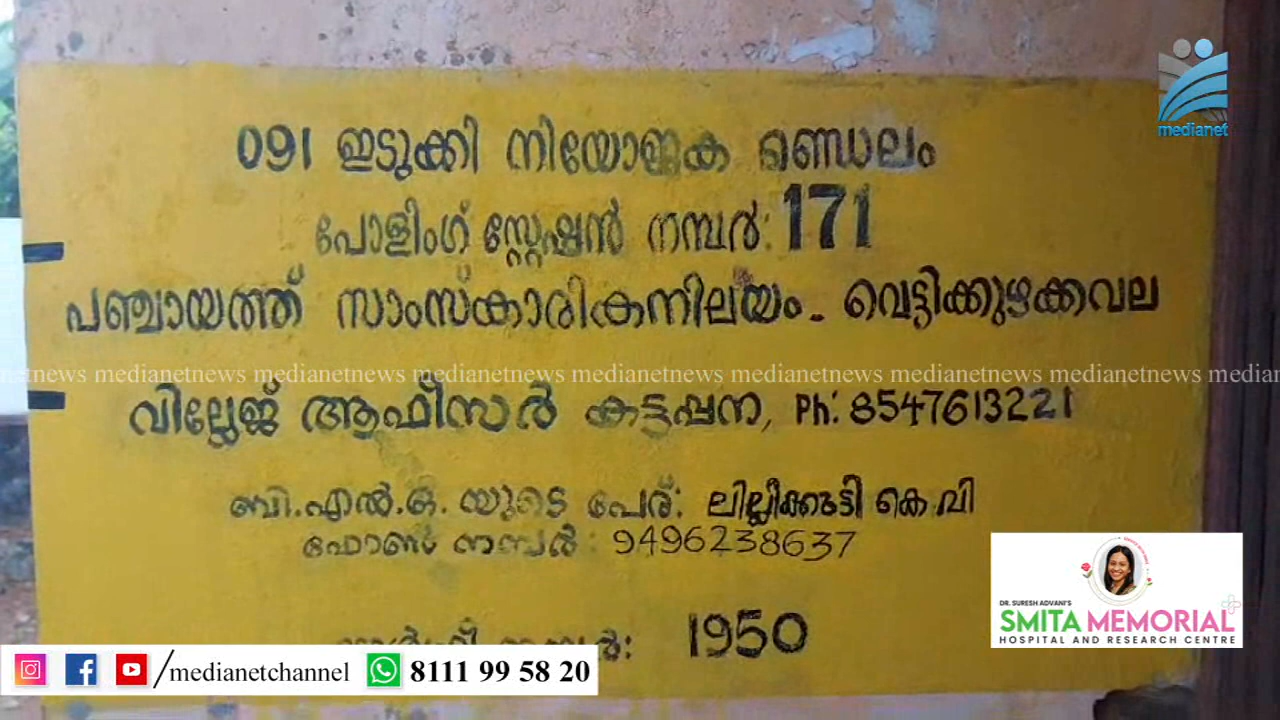 medianet
091 ഇടുക്കി നിയോജക മണ്ഡലം
പോളിംഗ് സ്റ്റേഷൻ നമ്പർ: 171
പഞ്ചായത്ത് സാംസ്കാരികനിലയം - വെട്ടിക്കുഴക്കവല
medianetnews medianetnews medianetnews medianetnews medianetnews medianetnews medianetnews
വില്ലേജ് ആഫീസർ കട്ടപ്പന, Ph: 8547613221
ബി.എൽ.ഒ. യുടെ പേര്: ലില്ലിക്കുട്ടി കെ.വി
ഫോൺ നമ്പർ: 9496238637
നമ്പർ: 1950
DR. SURESH ADVANI'S
SMITA MEMORIAL
HOSPITAL AND RESEARCH CENTRE
/medianetchannel 8111 99 58 20